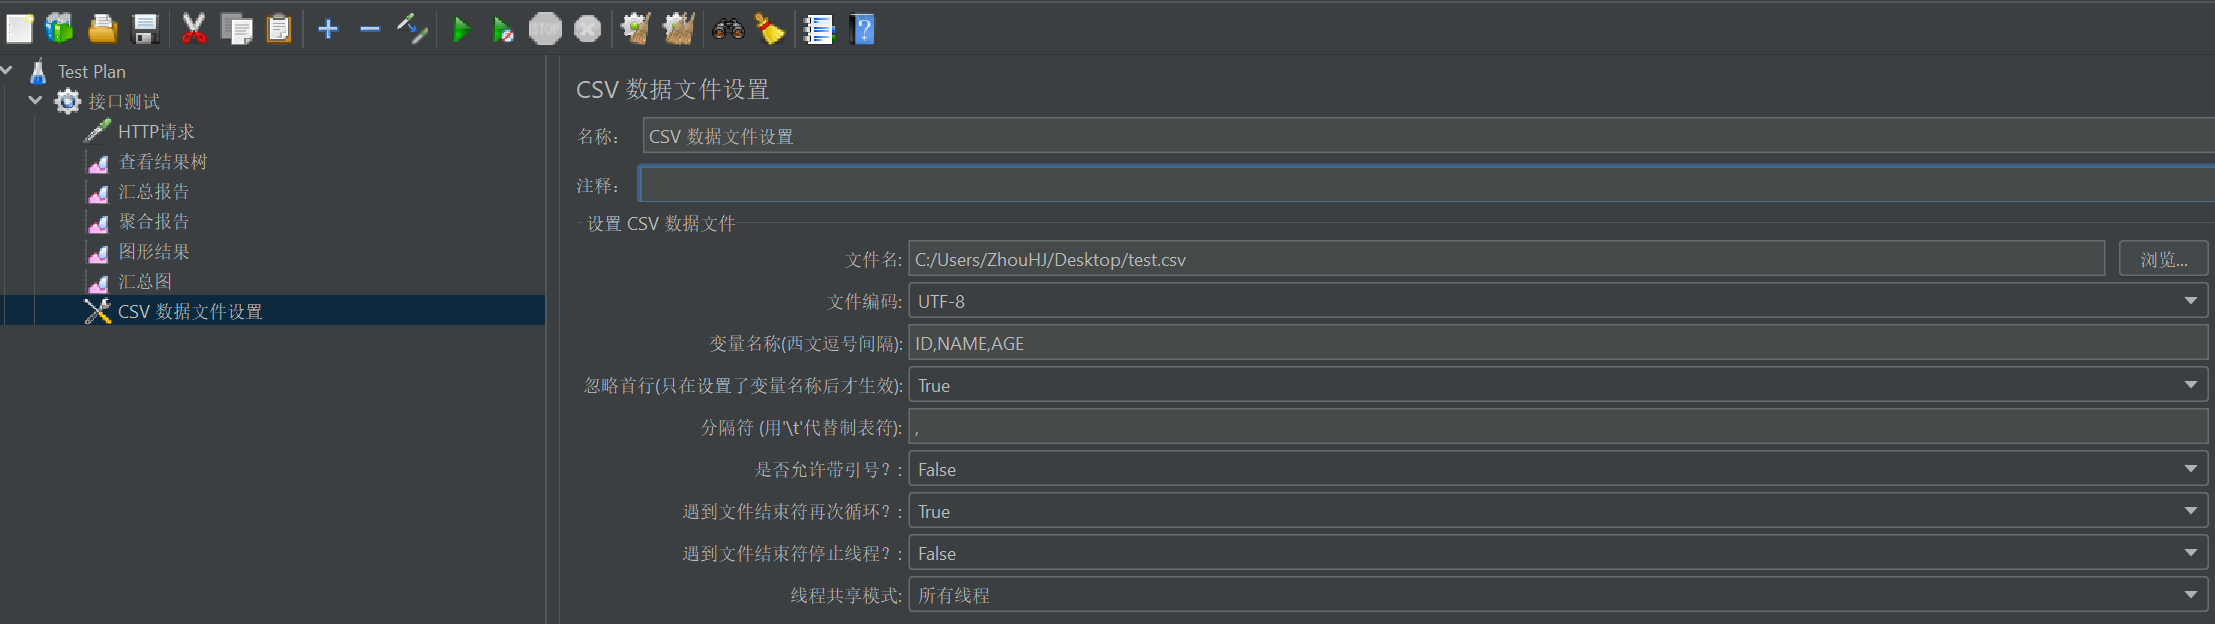 STOP
Test Plan
接口测试
HTTP请求
查看结果树
汇总报告
聚合报告
图形结果
汇总图
CSV 数据文件设置
CSV 数据文件设置
名称： CSV 数据文件设置
注释：
设置 CSV 数据文件
文件名: C:/Users/ZhouHJ/Desktop/test.csv 浏览...
文件编码: UTF-8
变量名称(西文逗号间隔): ID,NAME,AGE
忽略首行(只在设置了变量名称后才生效): True
分隔符 (用'\t'代替制表符): ,
是否允许带引号？: False
遇到文件结束符再次循环？: True
遇到文件结束符停止线程？: False
线程共享模式: 所有线程